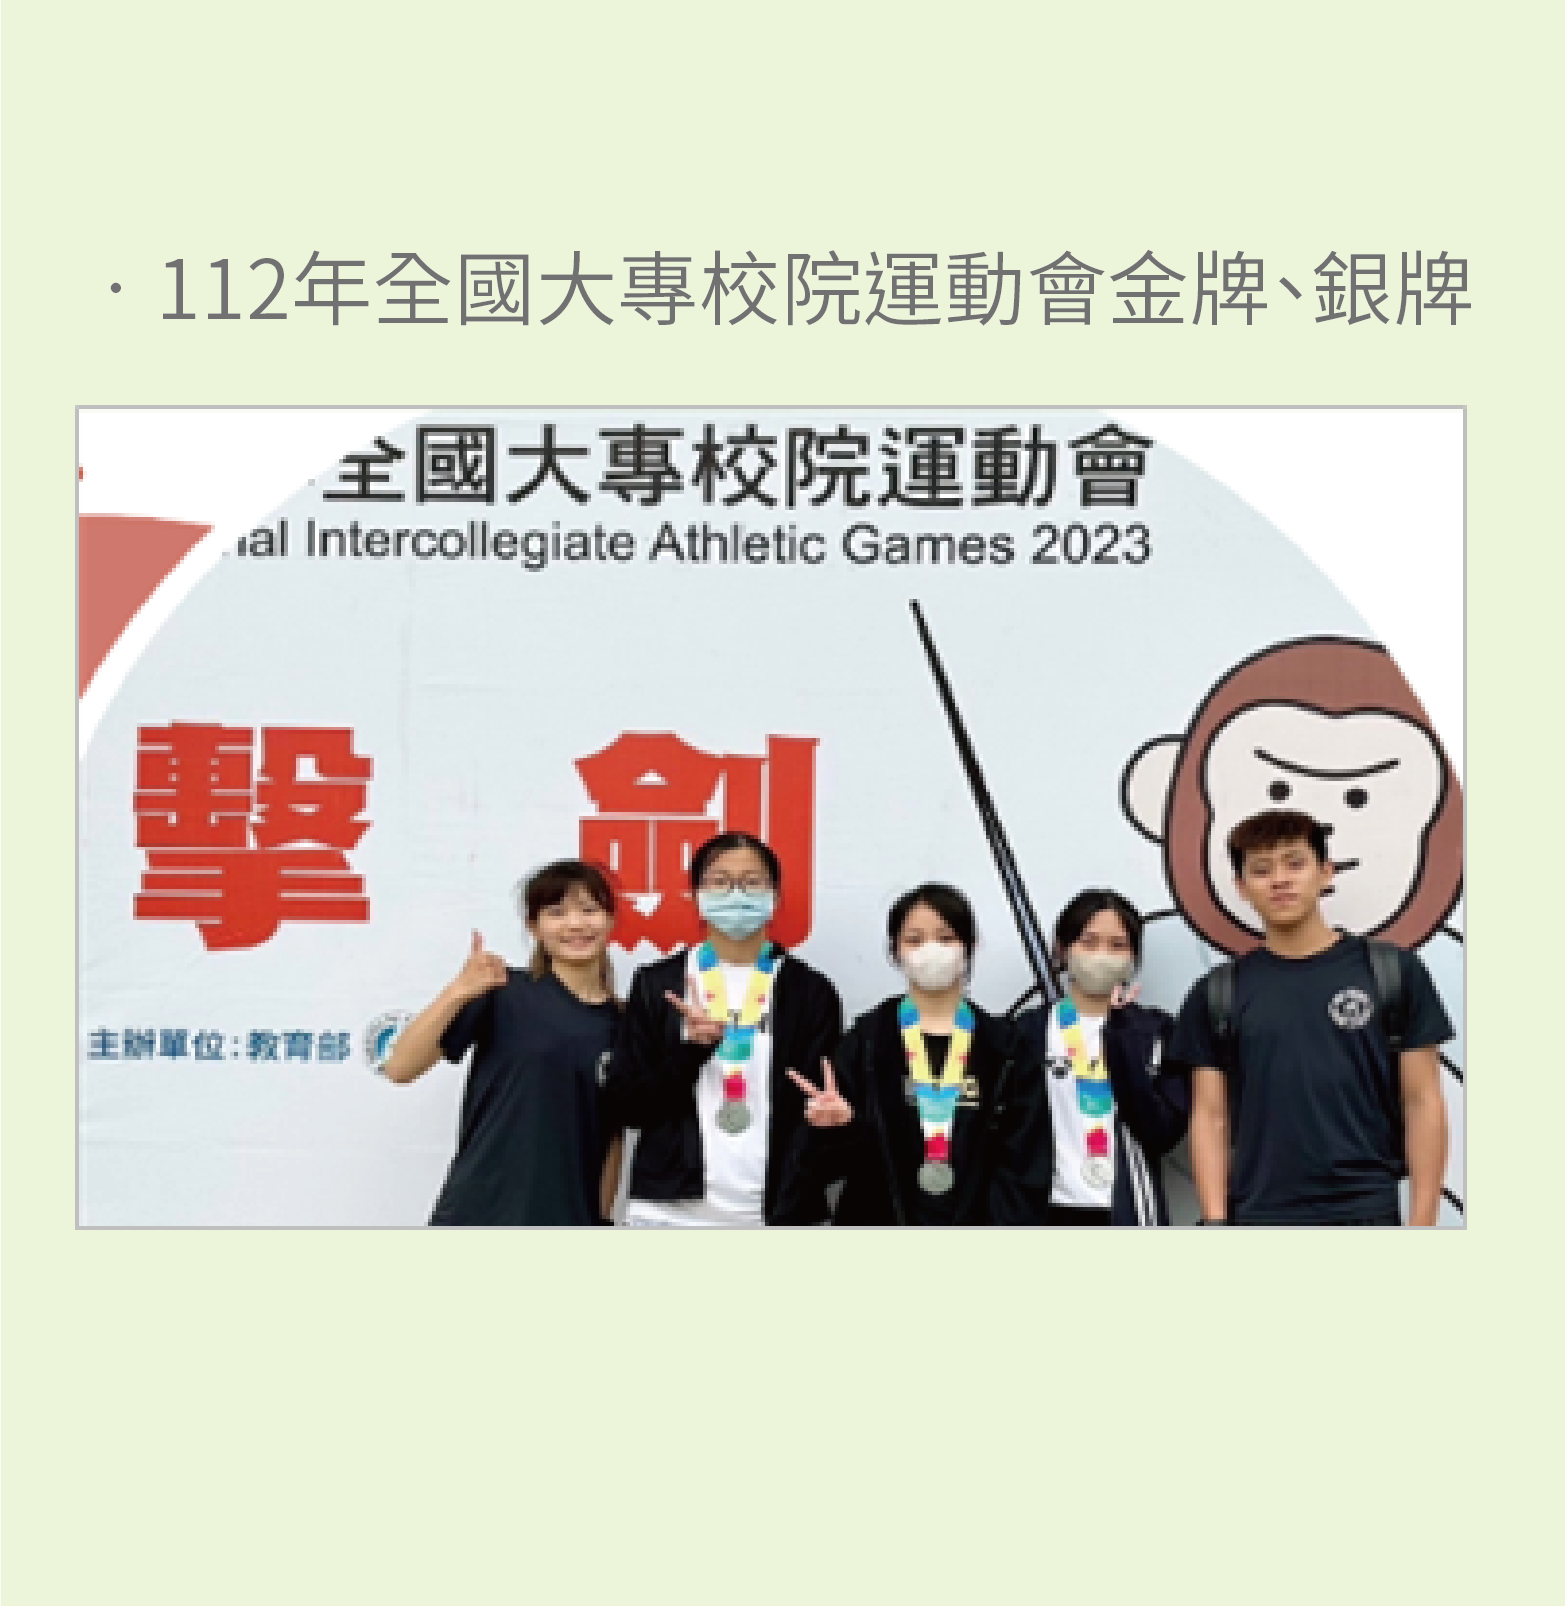 · 112年全國大專校院運動會金牌、銀牌
全國大專校院運動會
nal Intercollegiate Athletic Games 2023
擊 劍
主辦單位:教育部